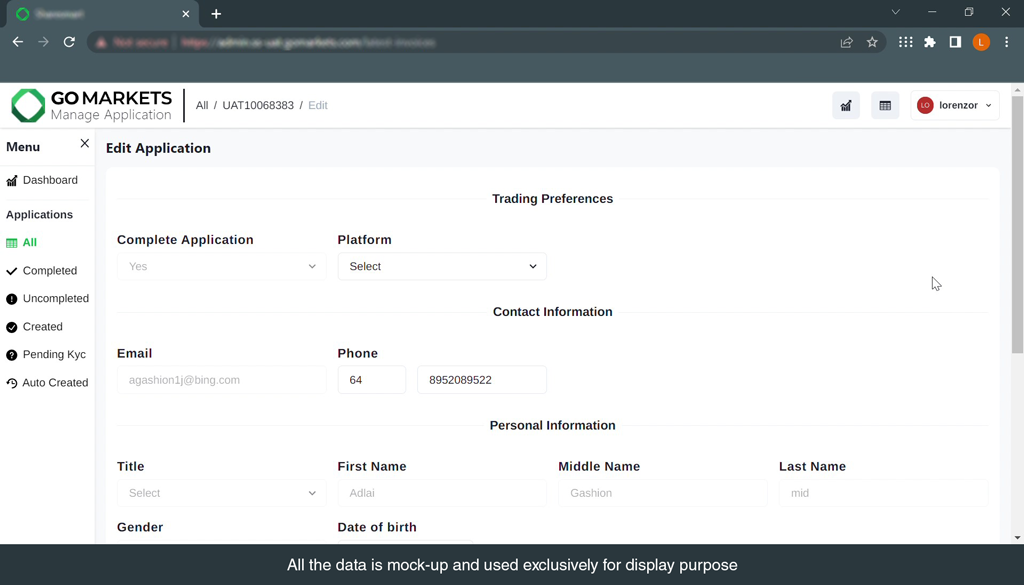 Not secure
GO MARKETS
Manage Application
All / UAT10068383 / Edit
LO lorenzor
Menu
Edit Application
Dashboard
Applications
All
Completed
Uncompleted
Created
Pending Kyc
Auto Created
Trading Preferences
Complete Application Platform
Yes Select
Contact Information
Email Phone
agashion1j@bing.com 64 8952089522
Personal Information
Title First Name Middle Name Last Name
Select Adlai Gashion mid
Gender Date of birth
L
All the data is mock-up and used exclusively for display purpose